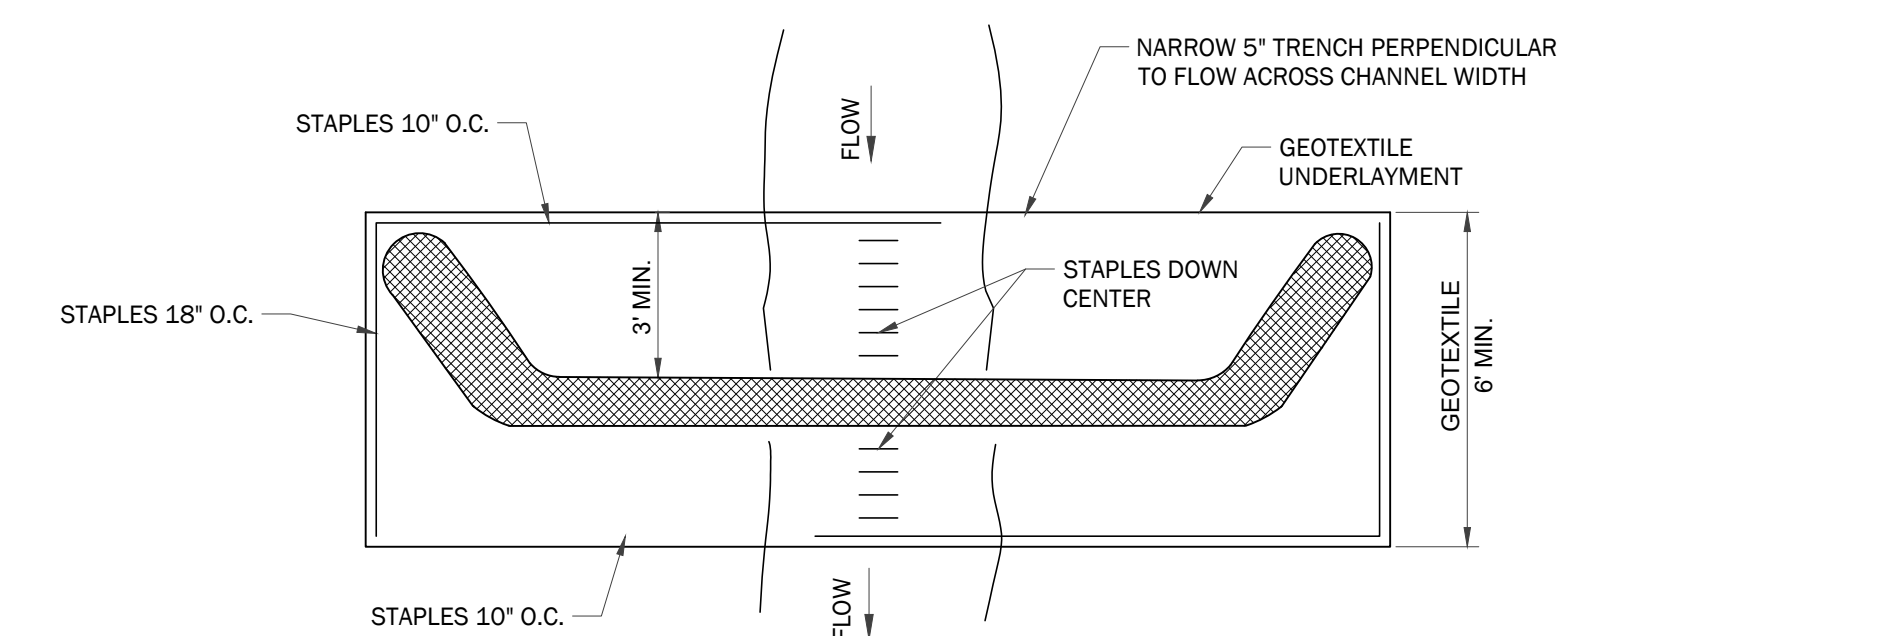 NARROW 5" TRENCH PERPENDICULAR
TO FLOW ACROSS CHANNEL WIDTH
STAPLES 10" O.C.
FLOW
GEOTEXTILE
UNDERLAYMENT
STAPLES DOWN
CENTER
STAPLES 18" O.C.
3' MIN.
GEOTEXTILE
6' MIN.
STAPLES 10" O.C.
FLOW